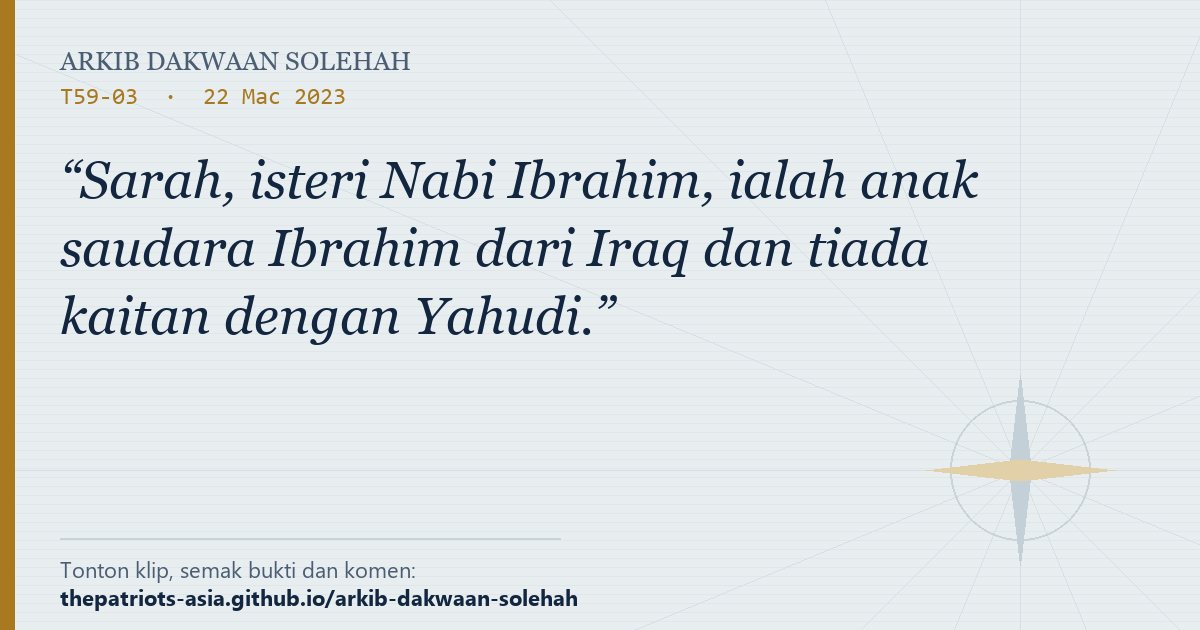 ARKIB DAKWAAN SOLEHAH
T59-03 · 22 Mac 2023
“Sarah, isteri Nabi Ibrahim, ialah anak
saudara Ibrahim dari Iraq dan tiada
kaitan dengan Yahudi.”
Tonton klip, semak bukti dan komen:
thepatriots-asia.github.io/arkib-dakwaan-solehah